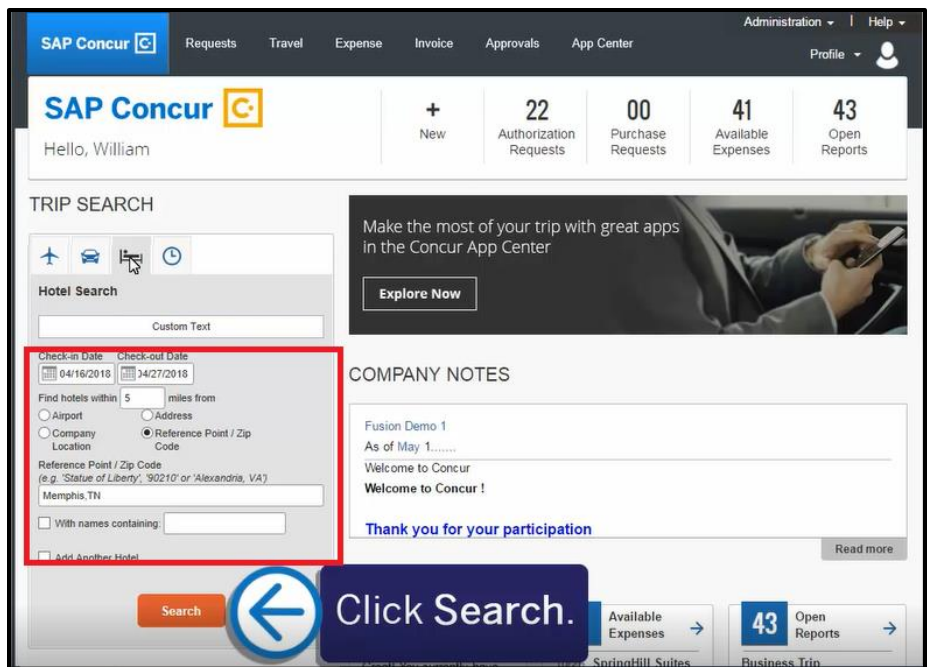 Administration | Help
SAP Concur C Requests Travel Expense Invoice Approvals App Center
Profile
SAP Concur C
Hello, William
+
New
22
Authorization
Requests
00
Purchase
Requests
41
Available
Expenses
43
Open
Reports
TRIP SEARCH
Hotel Search
Custom Text
Check-in Date Check-out Date
04/16/2018 04/27/2018
Find hotels within 5 miles from
Airport Address
Company Location
Reference Point / Zip Code
Reference Point / Zip Code
(e.g. 'Statue of Liberty', '90210' or 'Alexandria, VA')
Memphis,TN
With names containing:
Add Another Hotel
Search
Make the most of your trip with great apps
in the Concur App Center
Explore Now
COMPANY NOTES
Fusion Demo 1
As of May 1.......
Welcome to Concur
Welcome to Concur !
Thank you for your participation
Read more
Click Search.
Available
Expenses
43
Open
Reports
SpringHill Suites
Business Trip